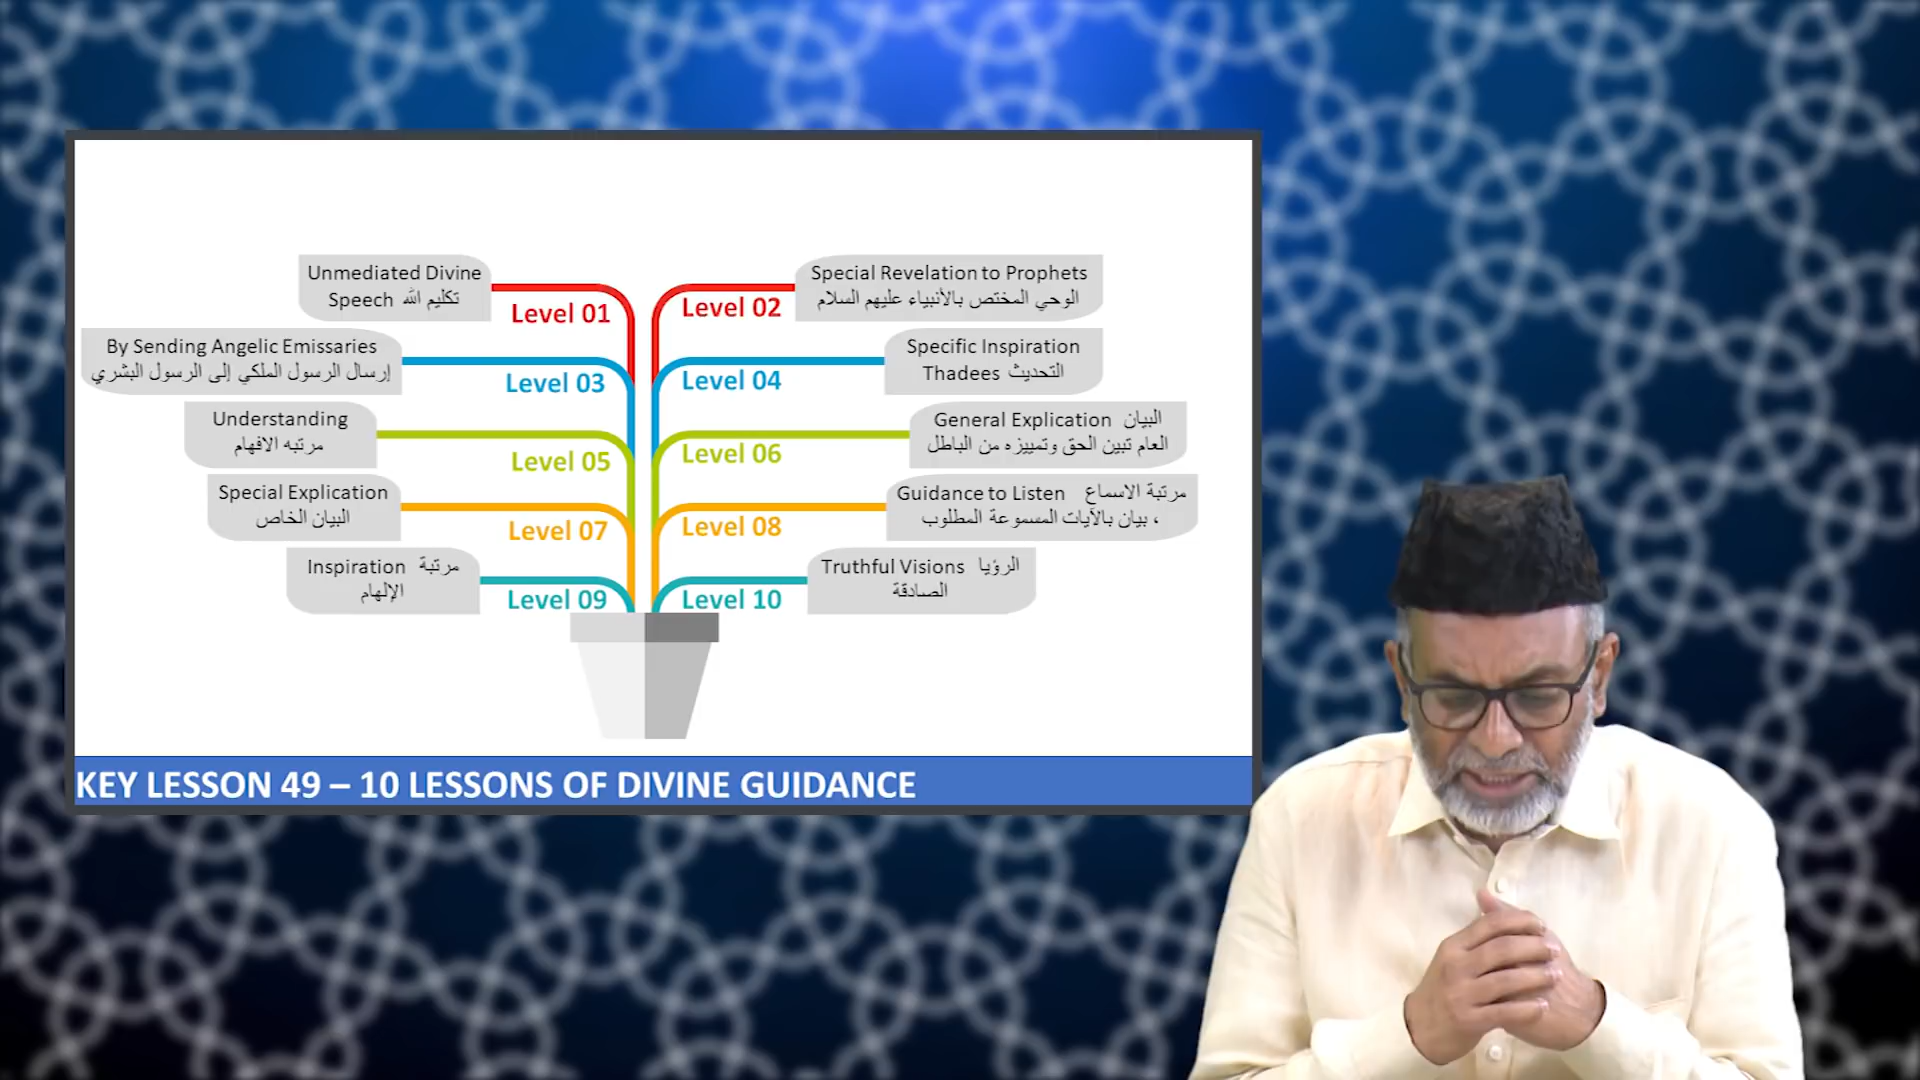 Unmediated Divine
Speech تكليم الله
Level 01
Special Revelation to Prophets
الوحي المختص بالأنبياء عليهم السلام
Level 02
By Sending Angelic Emissaries
إرسال الرسول الملكي إلى الرسول البشري
Level 03
Specific Inspiration
Thadees التحديث
Level 04
Understanding
مرتبه الافهام
Level 05
General Explication البيان
العام تبين الحق وتمييزه من الباطل
Level 06
Special Explication
البيان الخاص
Level 07
Guidance to Listen مرتبة الاسماع
، بيان بالآيات المسموعة المطلوب
Level 08
Inspiration مرتبة
الإلهام
Level 09
Truthful Visions الرؤيا
الصادقة
Level 10
KEY LESSON 49 – 10 LESSONS OF DIVINE GUIDANCE